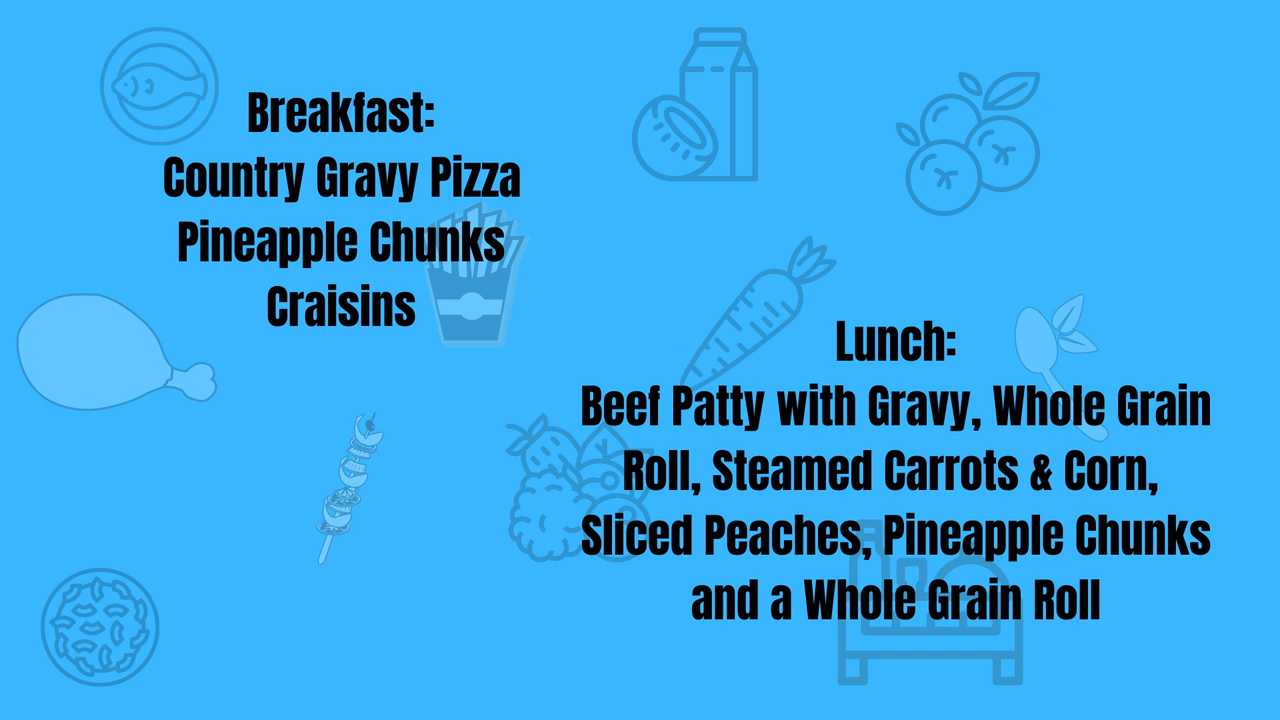 Breakfast:
Country Gravy Pizza
Pineapple Chunks
Craisins
Lunch:
Beef Patty with Gravy, Whole Grain
Roll, Steamed Carrots & Corn,
Sliced Peaches, Pineapple Chunks
and a Whole Grain Roll